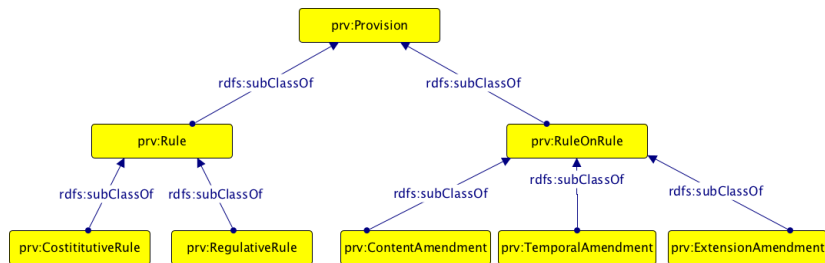 prv:Provision
rdfs:subClassOf
rdfs:subClassOf
prv:Rule
prv:RuleOnRule
rdfs:subClassOf
rdfs:subClassOf
rdfs:subClassOf
rdfs:subClassOf
rdfs:subClassOf
prv:CostititutiveRule
prv:RegulativeRule
prv:ContentAmendment
prv:TemporalAmendment
prv:ExtensionAmendment